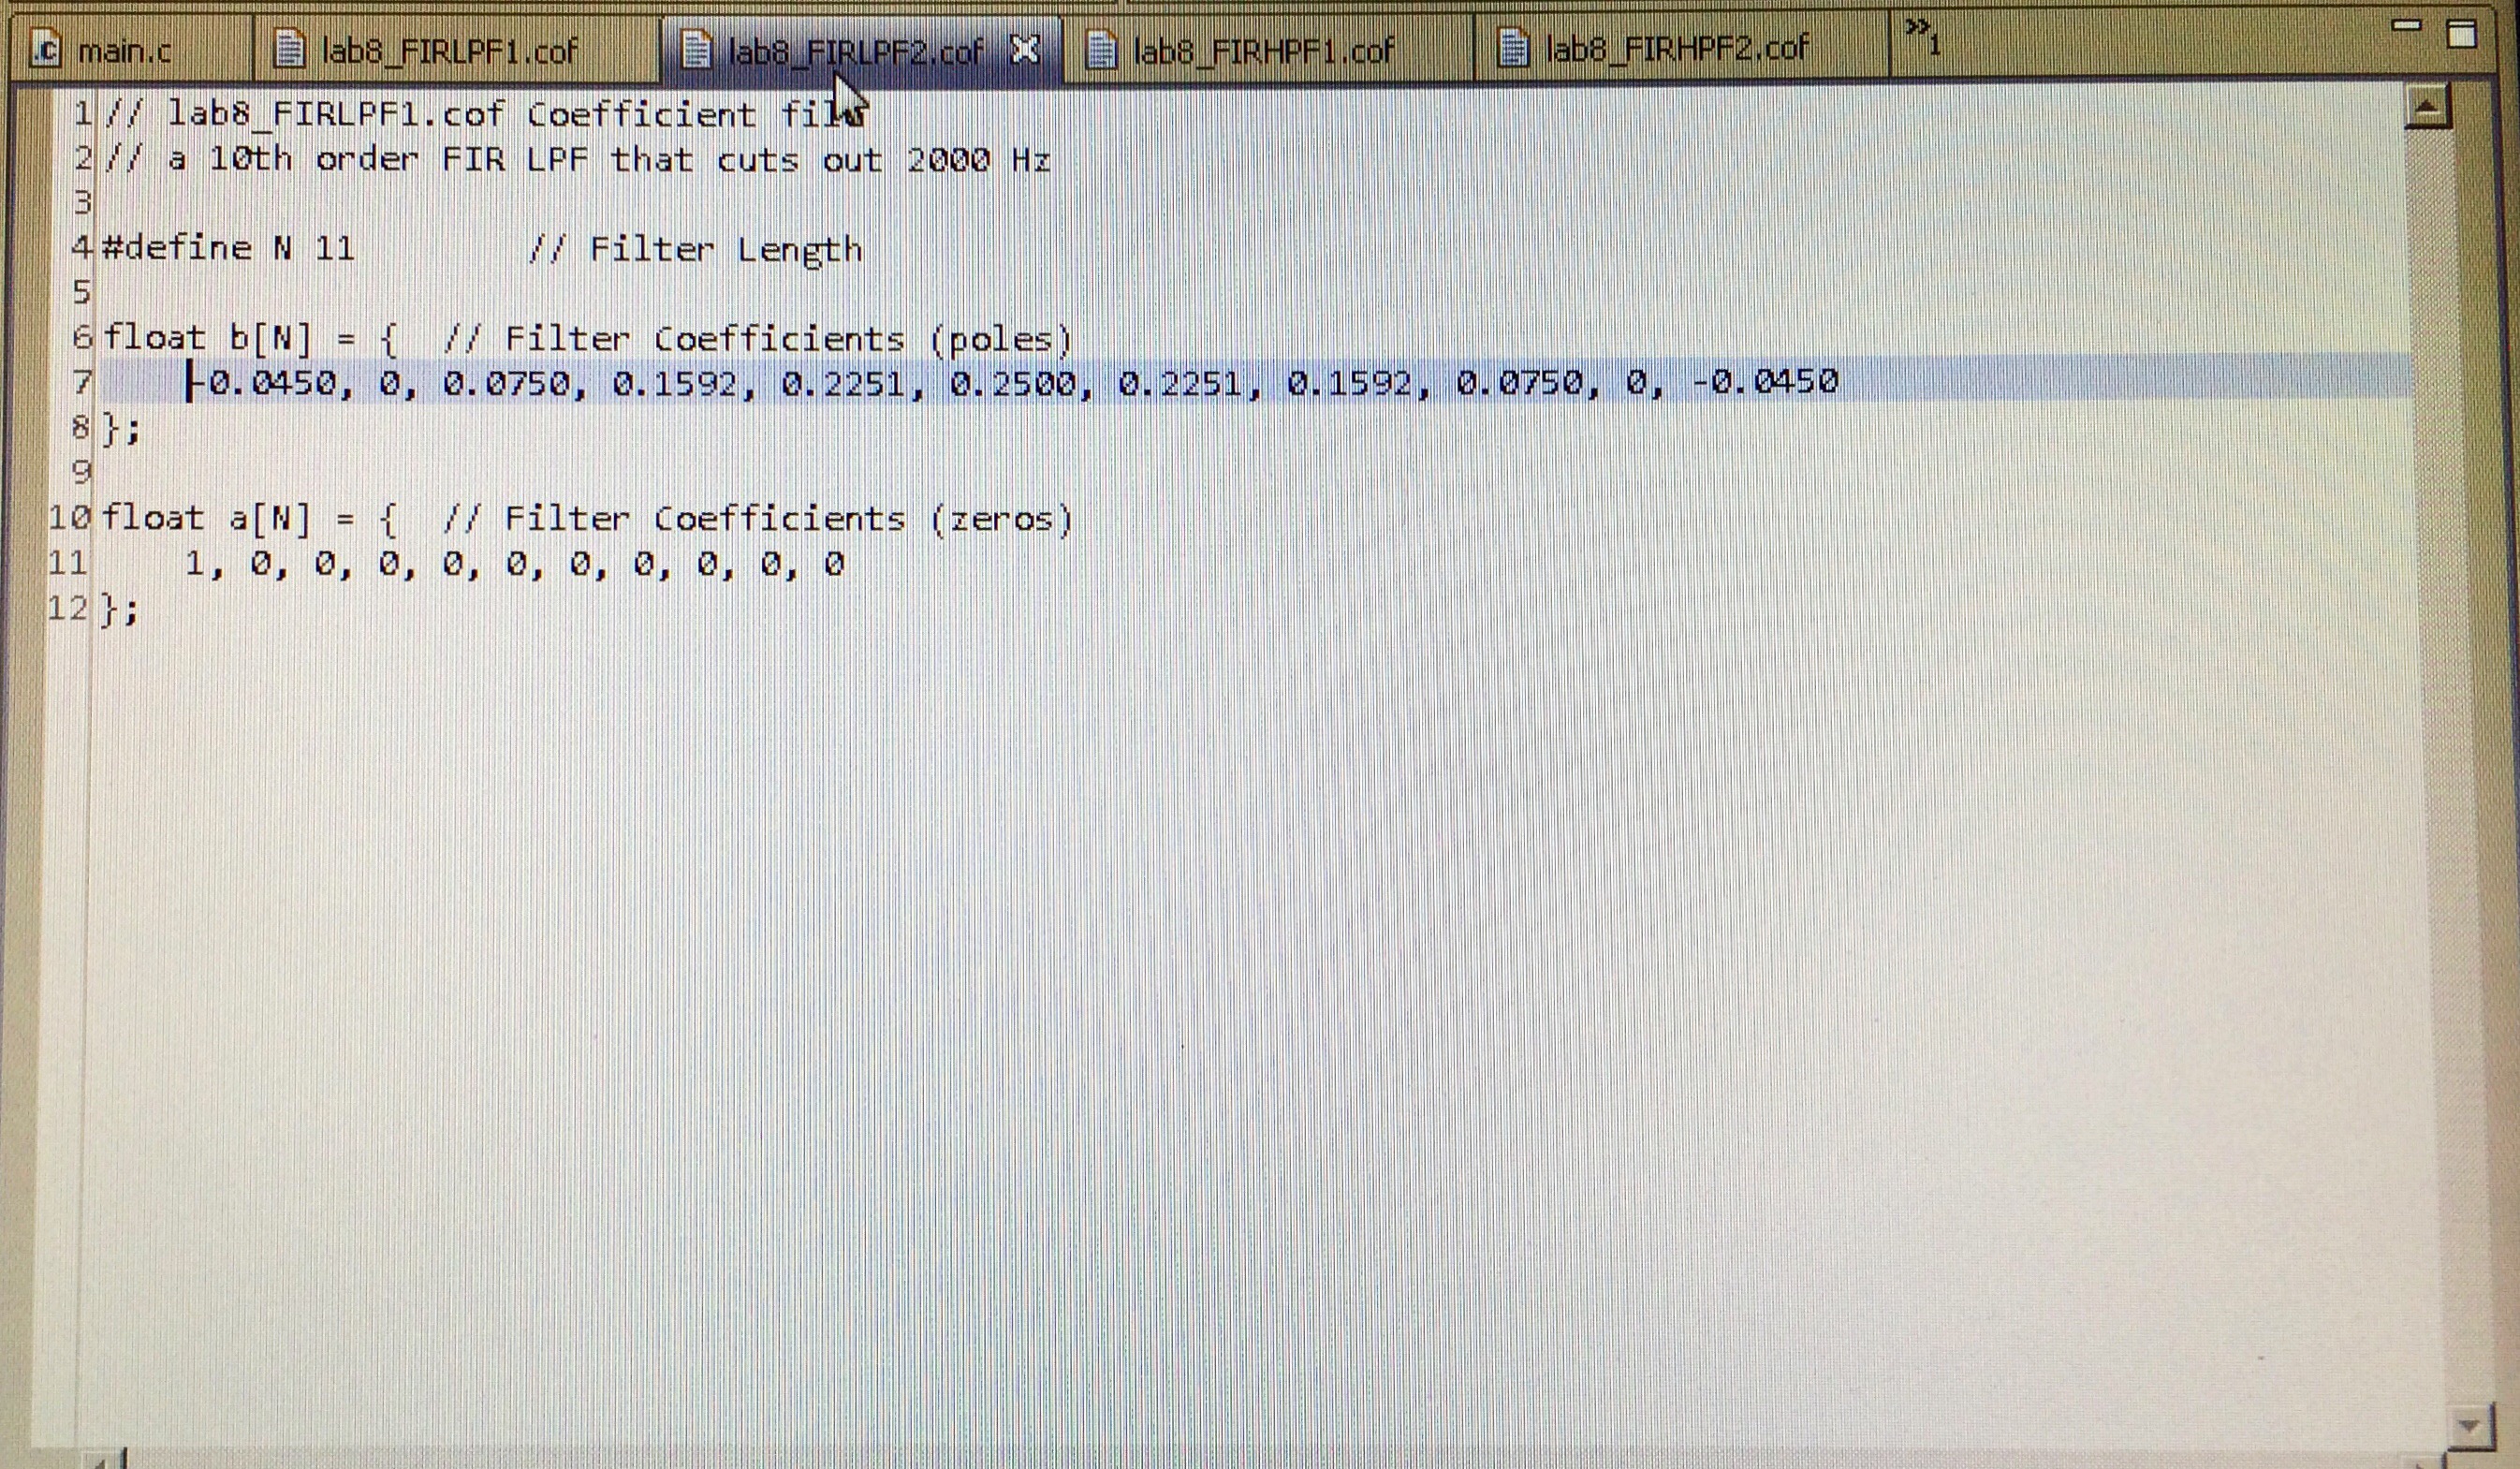 main.c lab8_FIRLPF1.cof lab8_FIRLPF2.cof lab8_FIRHPF1.cof lab8_FIRHPF2.cof »1
1 // lab8_FIRLPF1.cof Coefficient file
2 // a 10th order FIR LPF that cuts out 2000 Hz
3
4 #define N 11 // Filter Length
5
6 float b[N] = { // Filter Coefficients (poles)
7 -0.0450, 0, 0.0750, 0.1592, 0.2251, 0.2500, 0.2251, 0.1592, 0.0750, 0, -0.0450
8 };
9
10 float a[N] = { // Filter Coefficients (zeros)
11 1, 0, 0, 0, 0, 0, 0, 0, 0, 0, 0
12 };